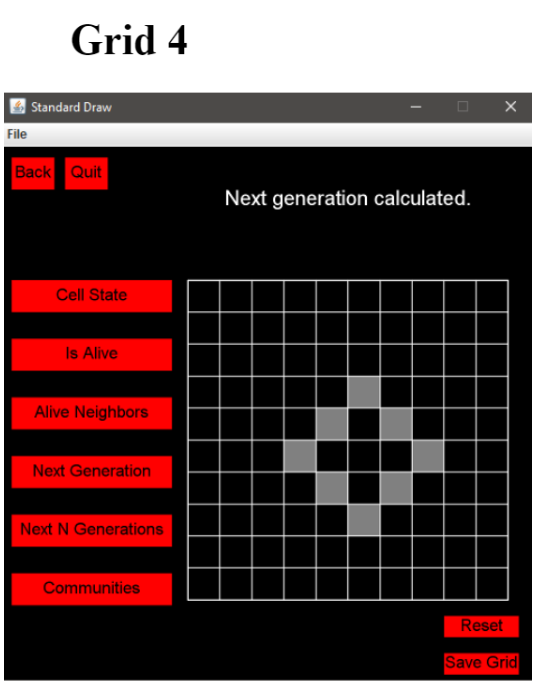 Grid 4
Standard Draw
File
Back Quit
Next generation calculated.
Cell State
Is Alive
Alive Neighbors
Next Generation
Next N Generations
Communities
Reset
Save Grid